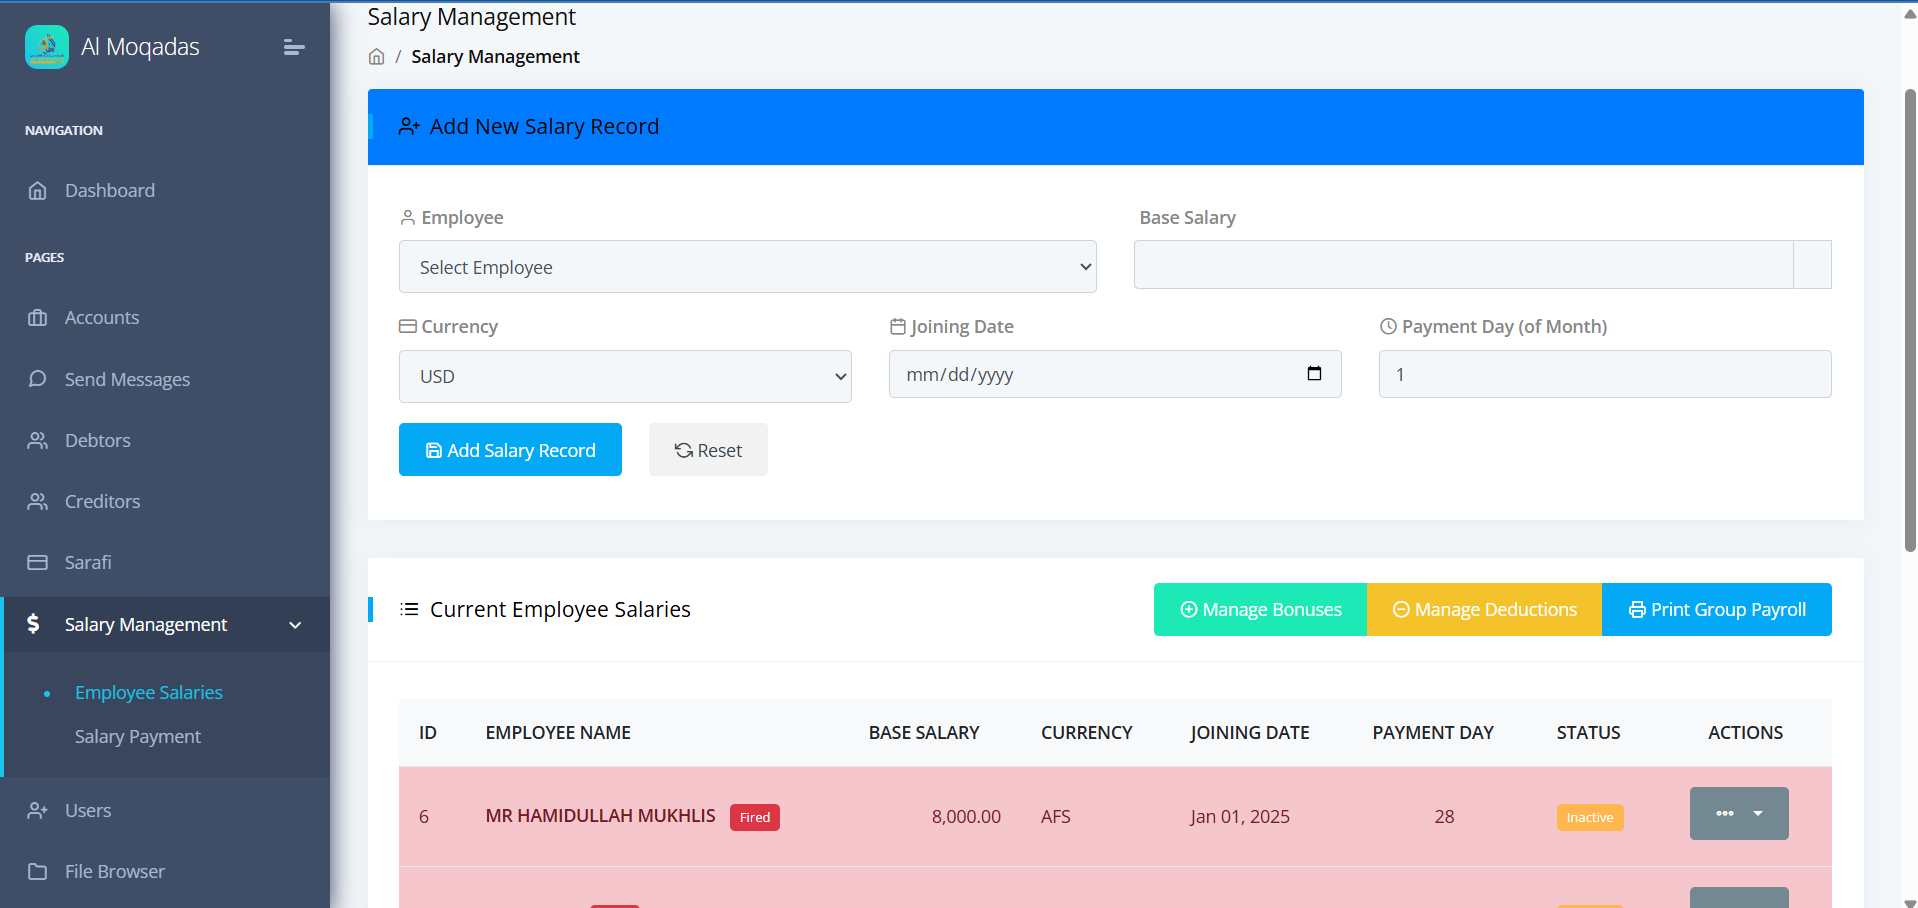 Al Moqadas
NAVIGATION
Dashboard
PAGES
Accounts
Send Messages
Debtors
Creditors
Sarafi
Salary Management
Employee Salaries
Salary Payment
Users
File Browser
Salary Management
/ Salary Management
Add New Salary Record
Employee
Base Salary
Select Employee
Currency
Joining Date
Payment Day (of Month)
USD
mm/dd/yyyy
1
Add Salary Record
Reset
Current Employee Salaries
Manage Bonuses
Manage Deductions
Print Group Payroll
ID EMPLOYEE NAME BASE SALARY CURRENCY JOINING DATE PAYMENT DAY STATUS ACTIONS
6 MR HAMIDULLAH MUKHLIS Fired 8,000.00 AFS Jan 01, 2025 28 Inactive